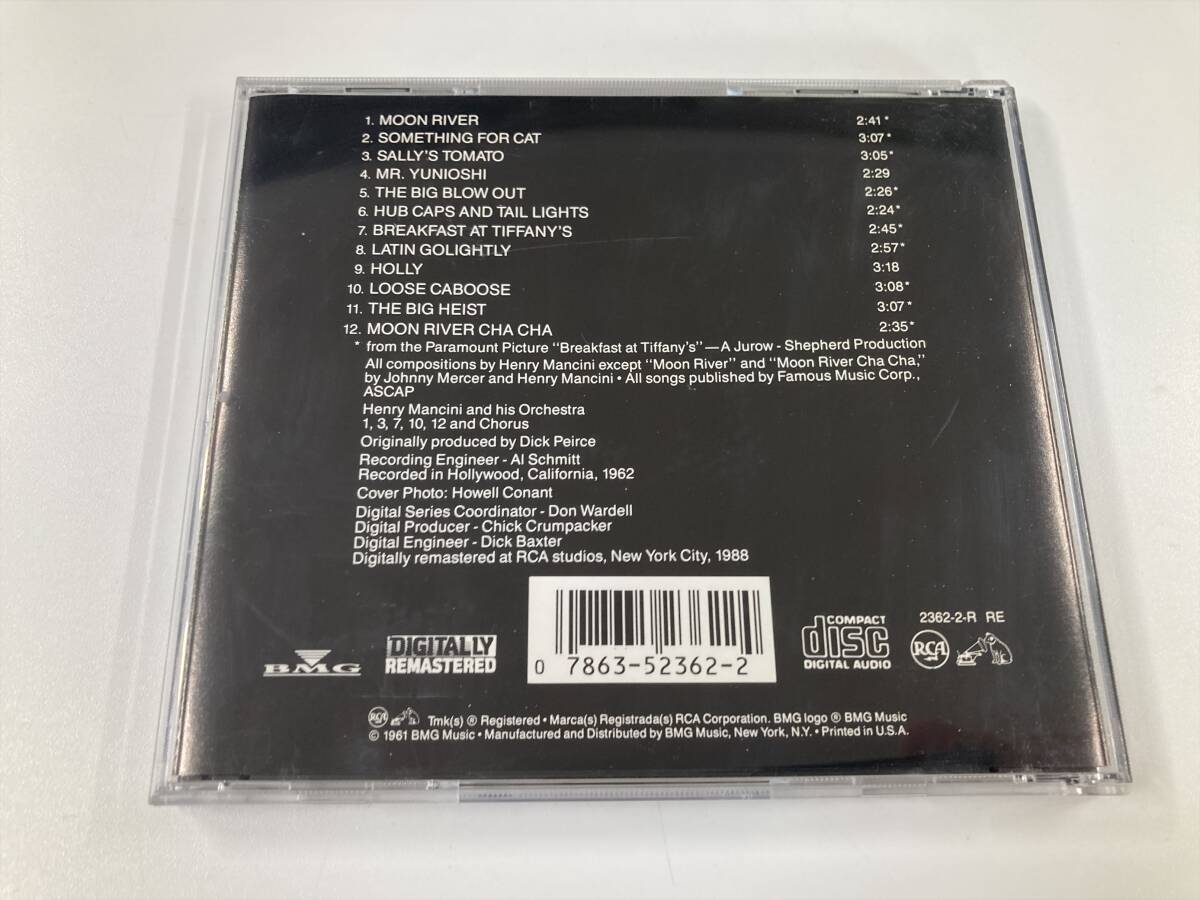 1. MOON RIVER 2:41*
2. SOMETHING FOR CAT 3:07*
3. SALLY'S TOMATO 3:05*
4. MR. YUNIOSHI 2:29
5. THE BIG BLOW OUT 2:26*
6. HUB CAPS AND TAIL LIGHTS 2:24*
7. BREAKFAST AT TIFFANY'S 2:45*
8. LATIN GOLIGHTLY 2:57*
9. HOLLY 3:18
10. LOOSE CABOOSE 3:08*
11. THE BIG HEIST 3:07*
12. MOON RIVER CHA CHA 2:35*
* from the Paramount Picture "Breakfast at Tiffany's"—A Jurow - Shepherd Production
All compositions by Henry Mancini except "Moon River" and "Moon River Cha Cha,"
by Johnny Mercer and Henry Mancini • All songs published by Famous Music Corp.,
ASCAP
Henry Mancini and his Orchestra
1, 3, 7, 10, 12 and Chorus
Originally produced by Dick Peirce
Recording Engineer - Al Schmitt
Recorded in Hollywood, California, 1962
Cover Photo: Howell Conant
Digital Series Coordinator - Don Wardell
Digital Producer - Chick Crumpacker
Digital Engineer - Dick Baxter
Digitally remastered at RCA studios, New York City, 1988
BMG
DIGITALLY
REMASTERED
0 7863-52362-2
COMPACT
disc
DIGITAL AUDIO
2362-2-R RE
RCA
RCA Tmk(s) ® Registered • Marca(s) Registrada(s) RCA Corporation. BMG logo ® BMG Music
© 1961 BMG Music • Manufactured and Distributed by BMG Music, New York, N.Y. • Printed in U.S.A.